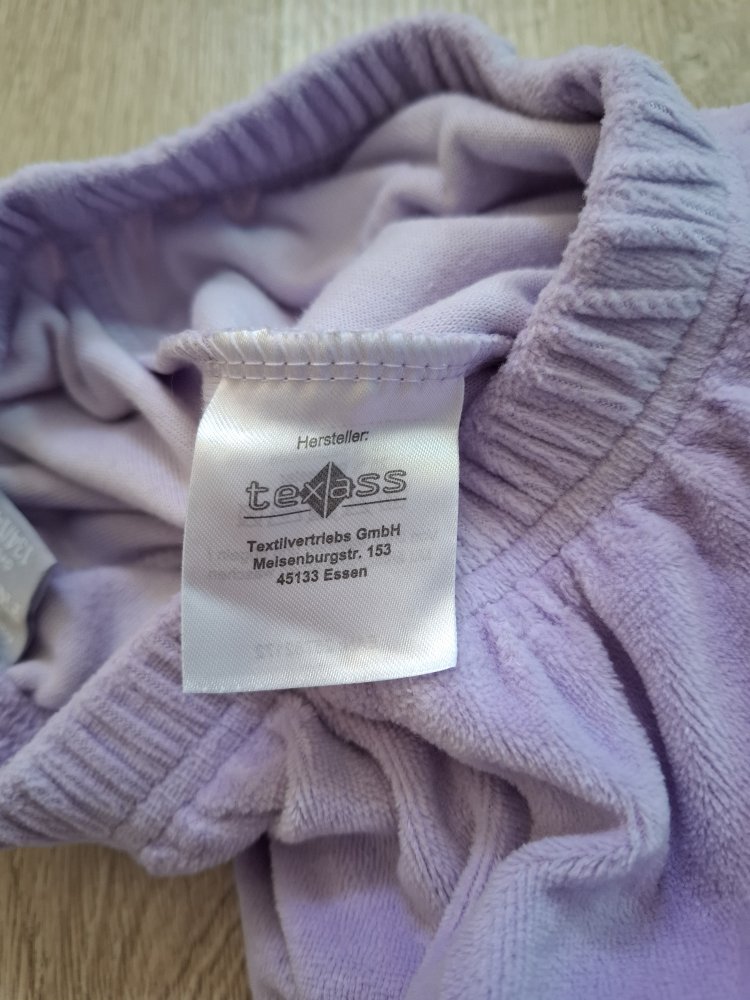 Hersteller:
texass
Textilvertriebs GmbH
Meisenburgstr. 153
45133 Essen